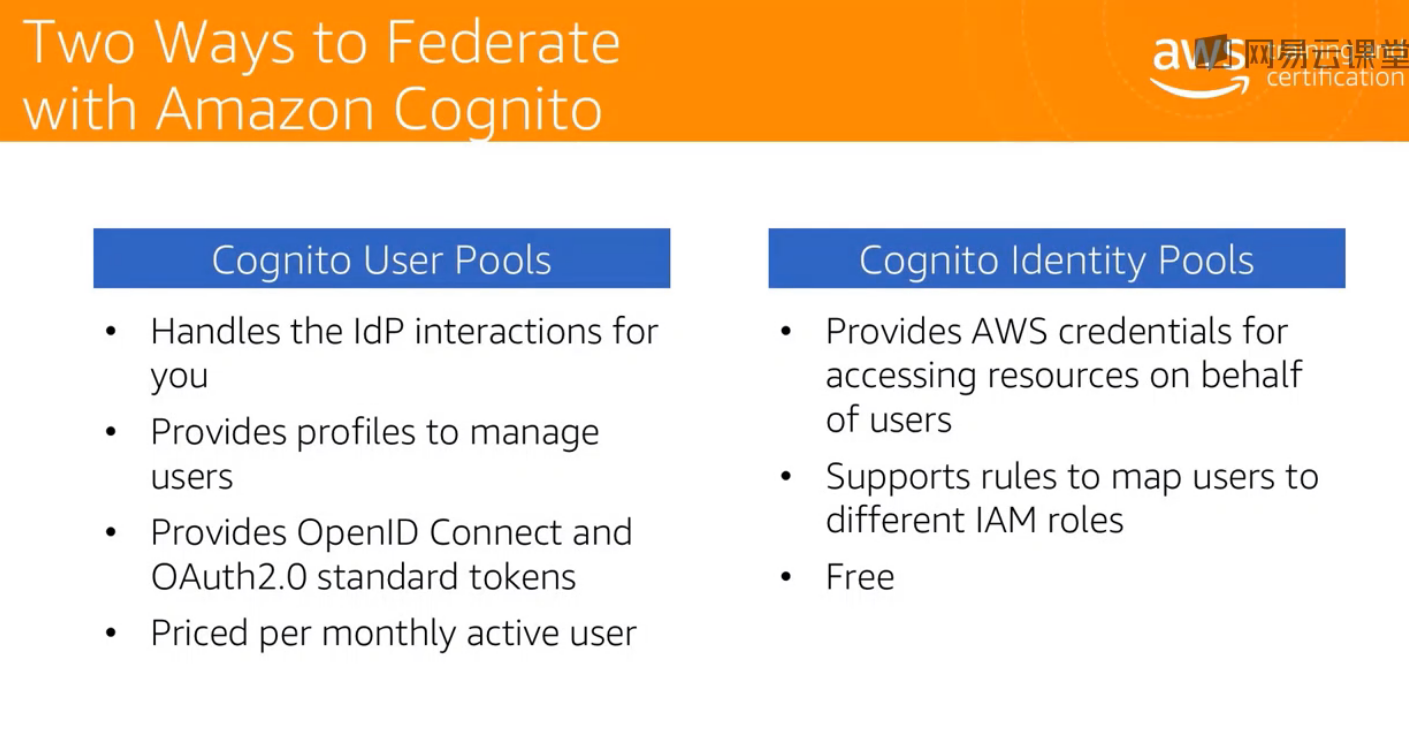 Two Ways to Federate
with Amazon Cognito
aws
training and
certification
网易云课堂
Cognito User Pools
• Handles the IdP interactions for
you
• Provides profiles to manage
users
• Provides OpenID Connect and
OAuth2.0 standard tokens
• Priced per monthly active user
Cognito Identity Pools
• Provides AWS credentials for
accessing resources on behalf
of users
• Supports rules to map users to
different IAM roles
• Free